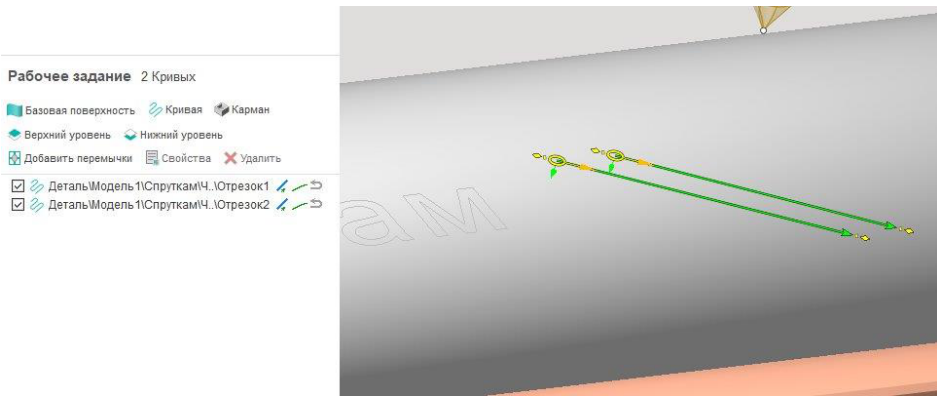 Рабочее задание 2 Кривых
Базовая поверхность Кривая Карман
Верхний уровень Нижний уровень
Добавить перемычки Свойства Удалить
Деталь\Модель1\Спруткам\Ч..\Отрезок1
Деталь\Модель1\Спруткам\Ч..\Отрезок2
ам